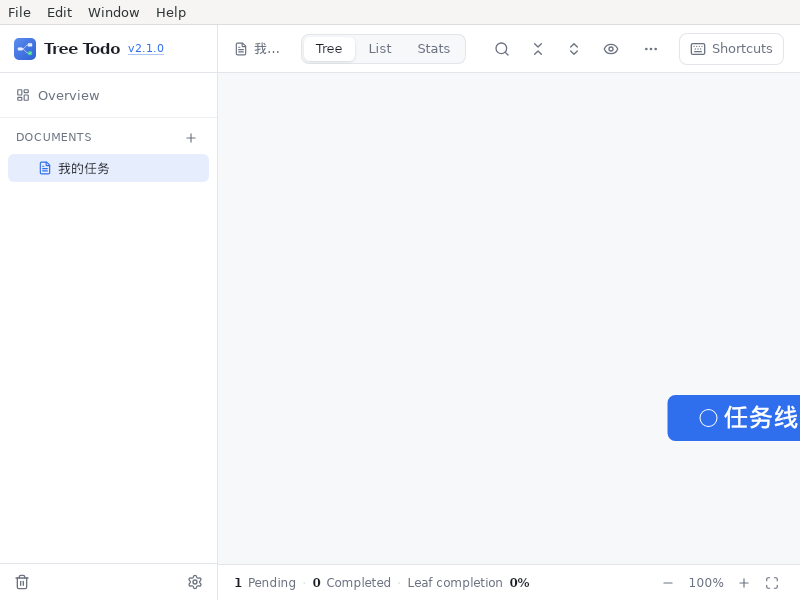 File Edit Window Help
Tree Todo v2.1.0
我... Tree List Stats Shortcuts
Overview
DOCUMENTS
我的任务
任务线
1 Pending · 0 Completed · Leaf completion 0%
100%